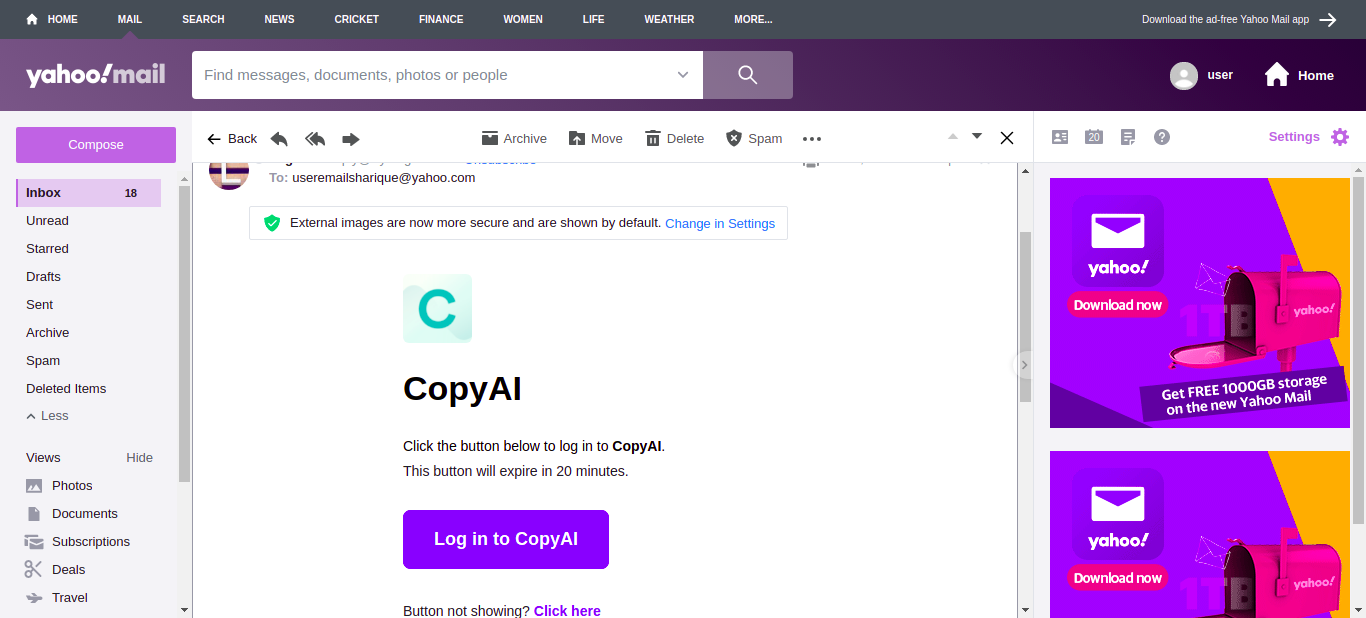 HOME MAIL SEARCH NEWS CRICKET FINANCE WOMEN LIFE WEATHER MORE... Download the ad-free Yahoo Mail app
yahoo!mail Find messages, documents, photos or people user Home
Compose
Back Archive Move Delete Spam 20 Settings
To: useremailsharique@yahoo.com
Inbox 18
Unread
Starred
Drafts
Sent
Archive
Spam
Deleted Items
Less
Views Hide
Photos
Documents
Subscriptions
Deals
Travel
External images are now more secure and are shown by default. Change in Settings
C
CopyAI
Click the button below to log in to CopyAI.
This button will expire in 20 minutes.
Log in to CopyAI
Button not showing? Click here
yahoo!
Download now
1TB
yahoo!
Get FREE 1000GB storage
on the new Yahoo Mail
yahoo!
Download now
1TB
yahoo!